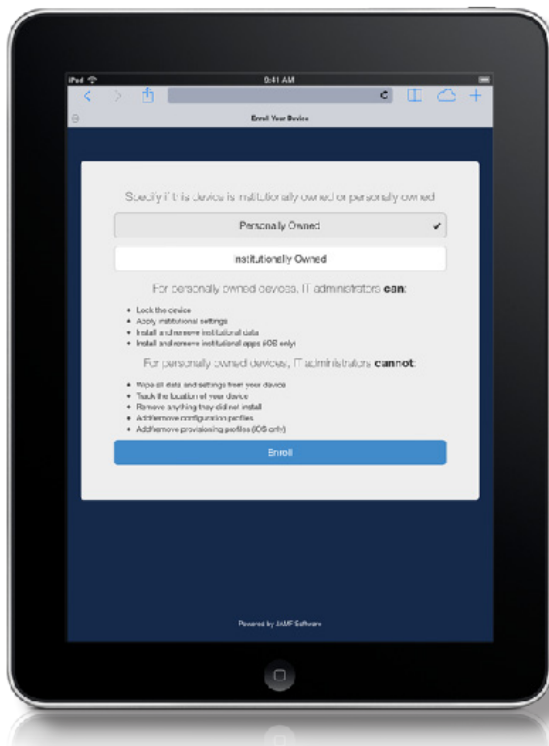 iPad
9:41 AM
Enroll Your Device
Specify if this device is institutionally owned or personally owned
Personally Owned
Institutionally Owned
For personally owned devices, IT administrators can:
• Lock the device
• Apply institutional settings
• Install and remove institutional data
• Install and remove institutional apps (iOS only)
For personally owned devices, IT administrators cannot:
• Wipe all data and settings from your device
• Track the location of your device
• Remove anything they did not install
• Add/remove configuration profiles
• Add/remove provisioning profiles (iOS only)
Enroll
Powered by JAMF Software